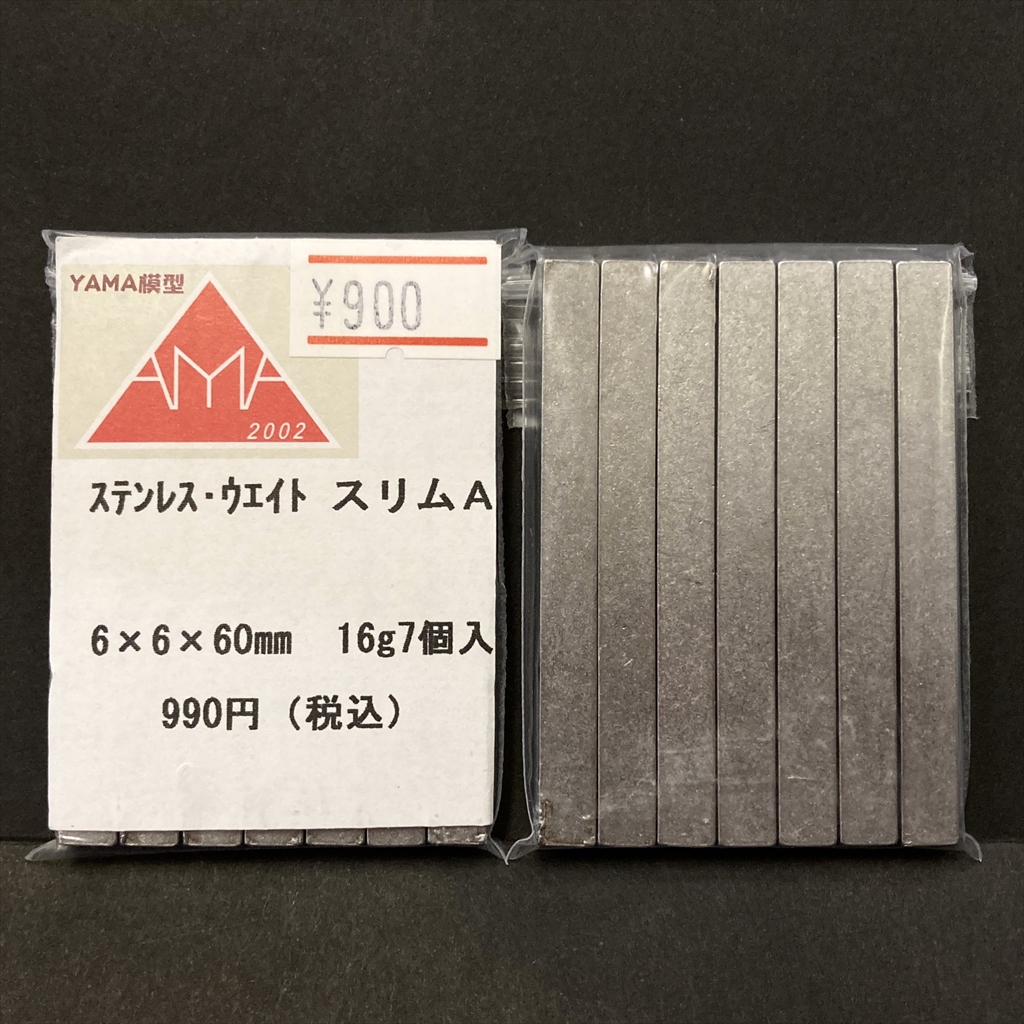 YAMA模型
¥900
AMYA
2002
ステンレス・ウエイト スリムA
6×6×60mm 16g7個入
990円（税込）